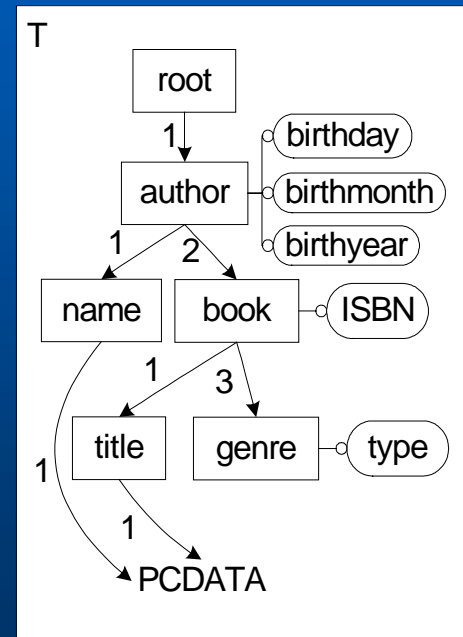 T
root
1
birthday
author
birthmonth
birthyear
1
2
name
book
ISBN
1
3
title
genre
type
1
1
PCDATA